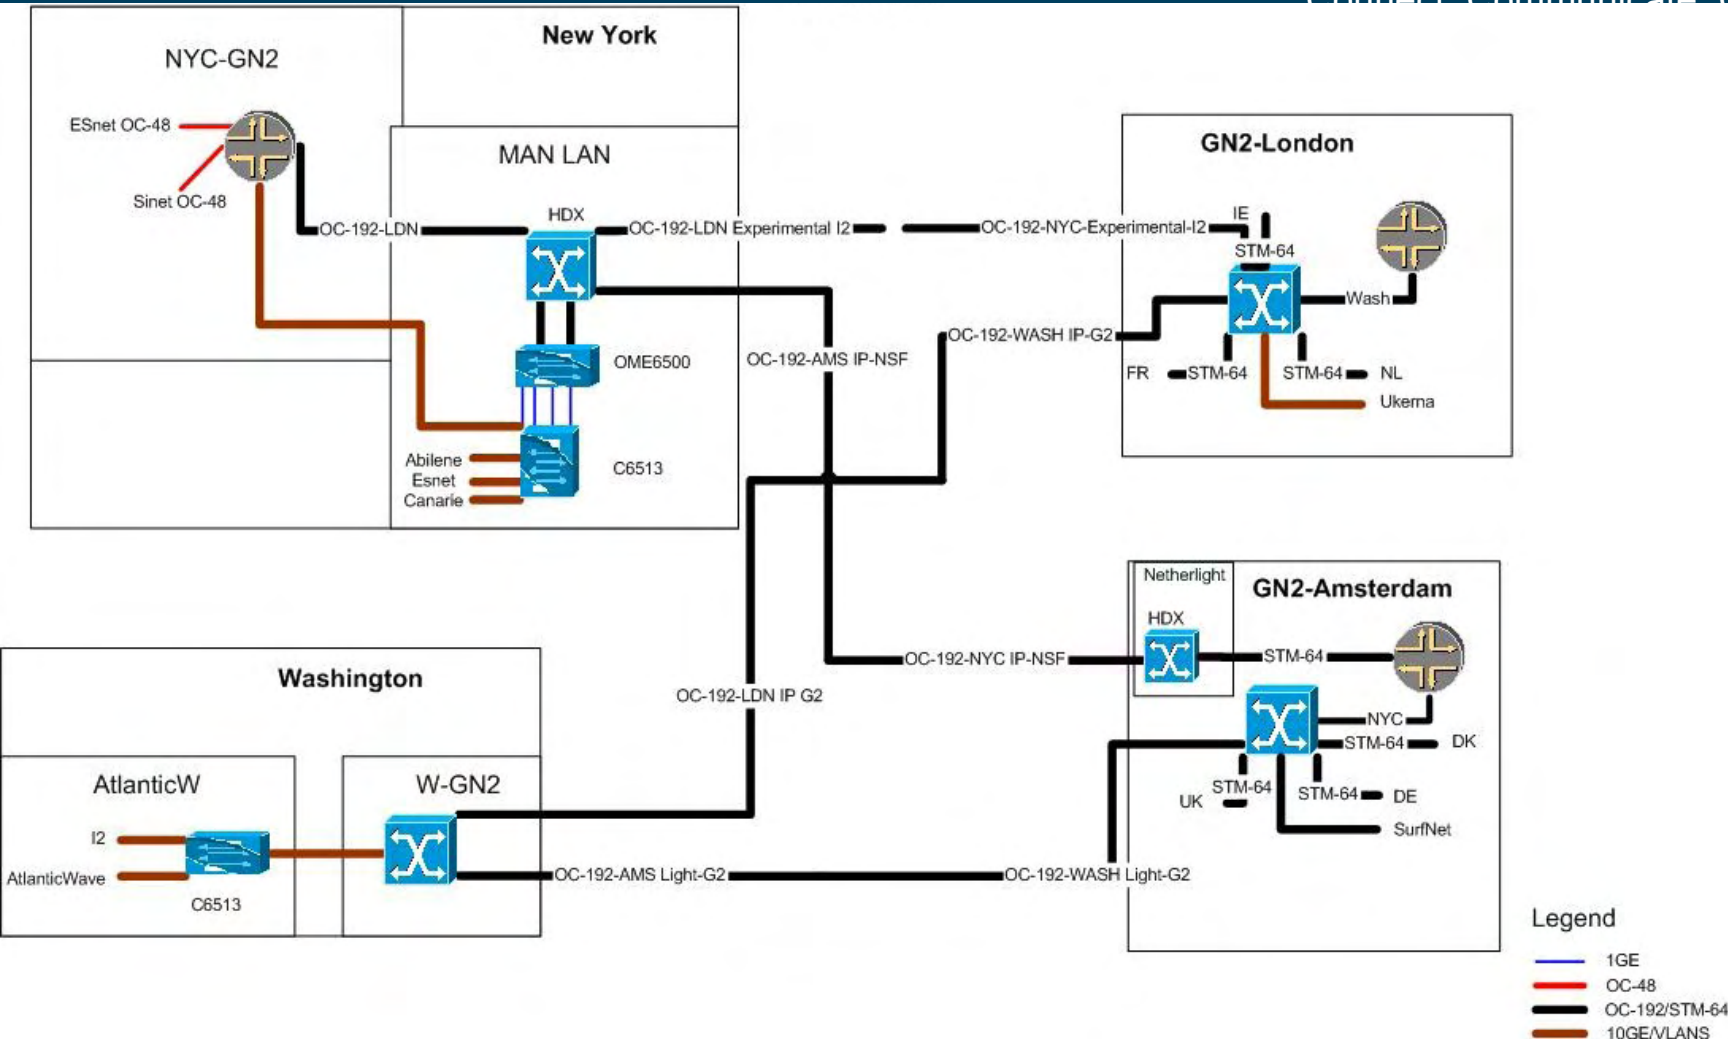 New York
NYC-GN2
ESnet OC-48
Sinet OC-48
MAN LAN
HDX
OC-192-LDN
OC-192-LDN Experimental I2
OC-192-NYC-Experimental-I2
OME6500
OC-192-AMS IP-NSF
C6513
Abilene
Esnet
Canarie
GN2-London
IE
STM-64
Wash
OC-192-WASH IP-G2
FR
STM-64
STM-64
NL
Ukerna
GN2-Amsterdam
Netherlight
HDX
OC-192-NYC IP-NSF
STM-64
NYC
STM-64
DK
STM-64
UK
STM-64
DE
SurfNet
OC-192-LDN IP G2
Washington
AtlanticW
W-GN2
I2
AtlanticWave
C6513
OC-192-AMS Light-G2
OC-192-WASH Light-G2
Legend
1GE
OC-48
OC-192/STM-64
10GE/VLANS